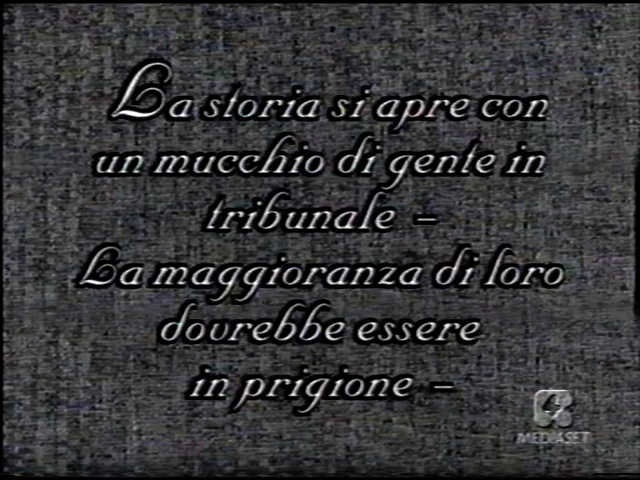 La storia si apre con
un mucchio di gente in
tribunale –
La maggioranza di loro
dovrebbe essere
in prigione –
4
MEDIASET